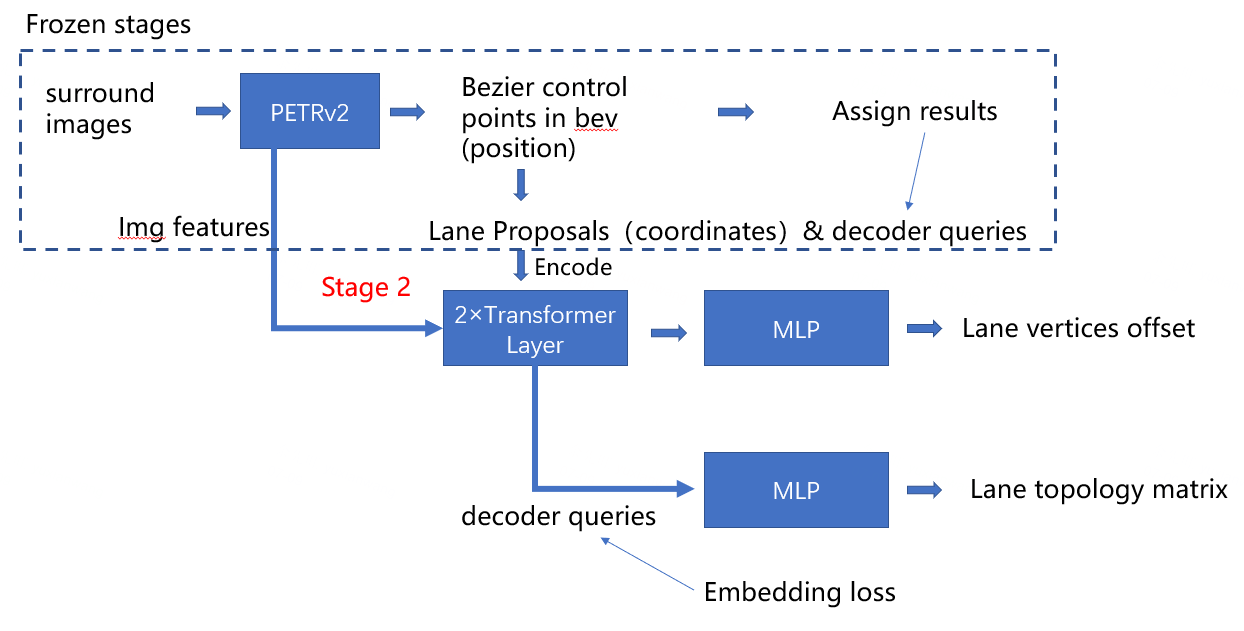 Frozen stages
surround
images
PETRv2
Bezier control
points in bev
(position)
Assign results
Img features
Lane Proposals（coordinates）& decoder queries
Encode
Stage 2
2×Transformer
Layer
MLP
Lane vertices offset
MLP
Lane topology matrix
decoder queries
Embedding loss